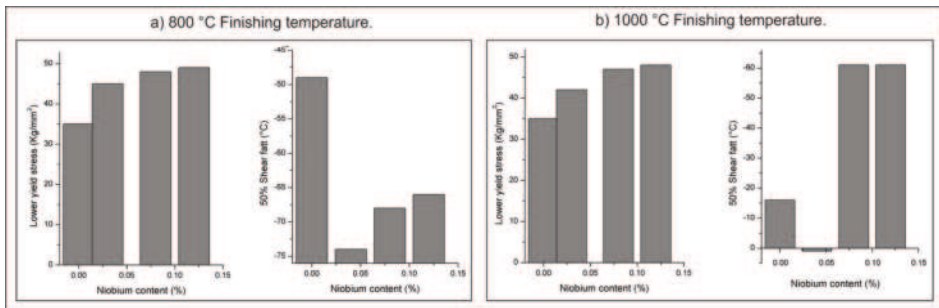 a) 800 °C Finishing temperature.
b) 1000 °C Finishing temperature.
Lower yield stress (Kg/mm²)
50
40
30
20
10
0
0.00 0.05 0.10 0.15
Niobium content (%)
50% Shear fatt (°C)
-45
-50
-55
-60
-65
-70
-75
0.00 0.05 0.10 0.15
Niobium content (%)
Lower yield stress (Kg/mm²)
50
40
30
20
10
0
0.00 0.05 0.10 0.15
Niobium content (%)
50% Shear fatt (°C)
-60
-50
-40
-30
-20
-10
0
0.00 0.05 0.10 0.15
Niobium content (%)